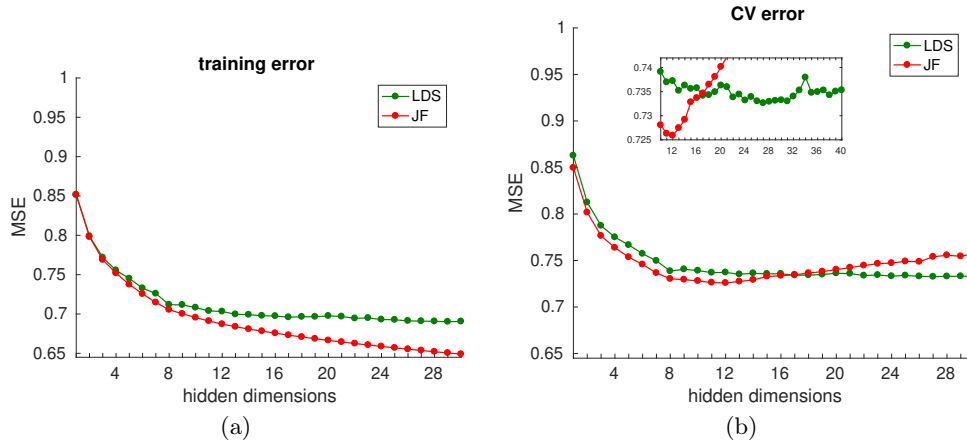 training error
1
0.95
0.9
0.85
0.8
0.75
0.7
0.65
MSE
LDS
JF
4 8 12 16 20 24 28
hidden dimensions
(a)
CV error
1
0.95
0.9
0.85
0.8
0.75
0.7
0.65
MSE
LDS
JF
0.74
0.735
0.73
0.725
12 16 20 24 28 32 36 40
4 8 12 16 20 24 28
hidden dimensions
(b)